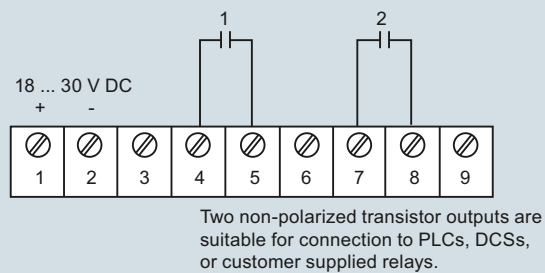 1 2
18 ... 30 V DC
+ -
1 2 3 4 5 6 7 8 9
Two non-polarized transistor outputs are
suitable for connection to PLCs, DCSs,
or customer supplied relays.